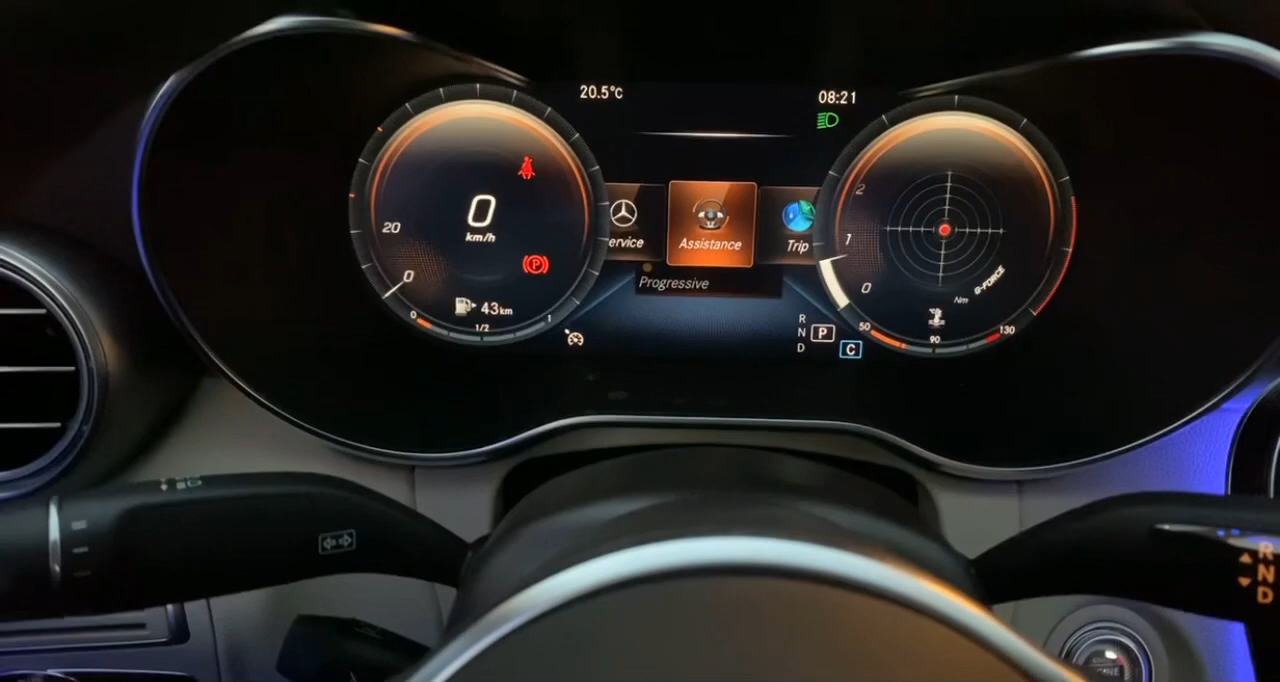 20.5°C
08:21
0
km/h
20
0
43km
0
1/2
1
ervice
Assistance
Trip
Progressive
R
N
D
P
C
2
1
0
Nm
G-FORCE
50
90
130
R
N
D